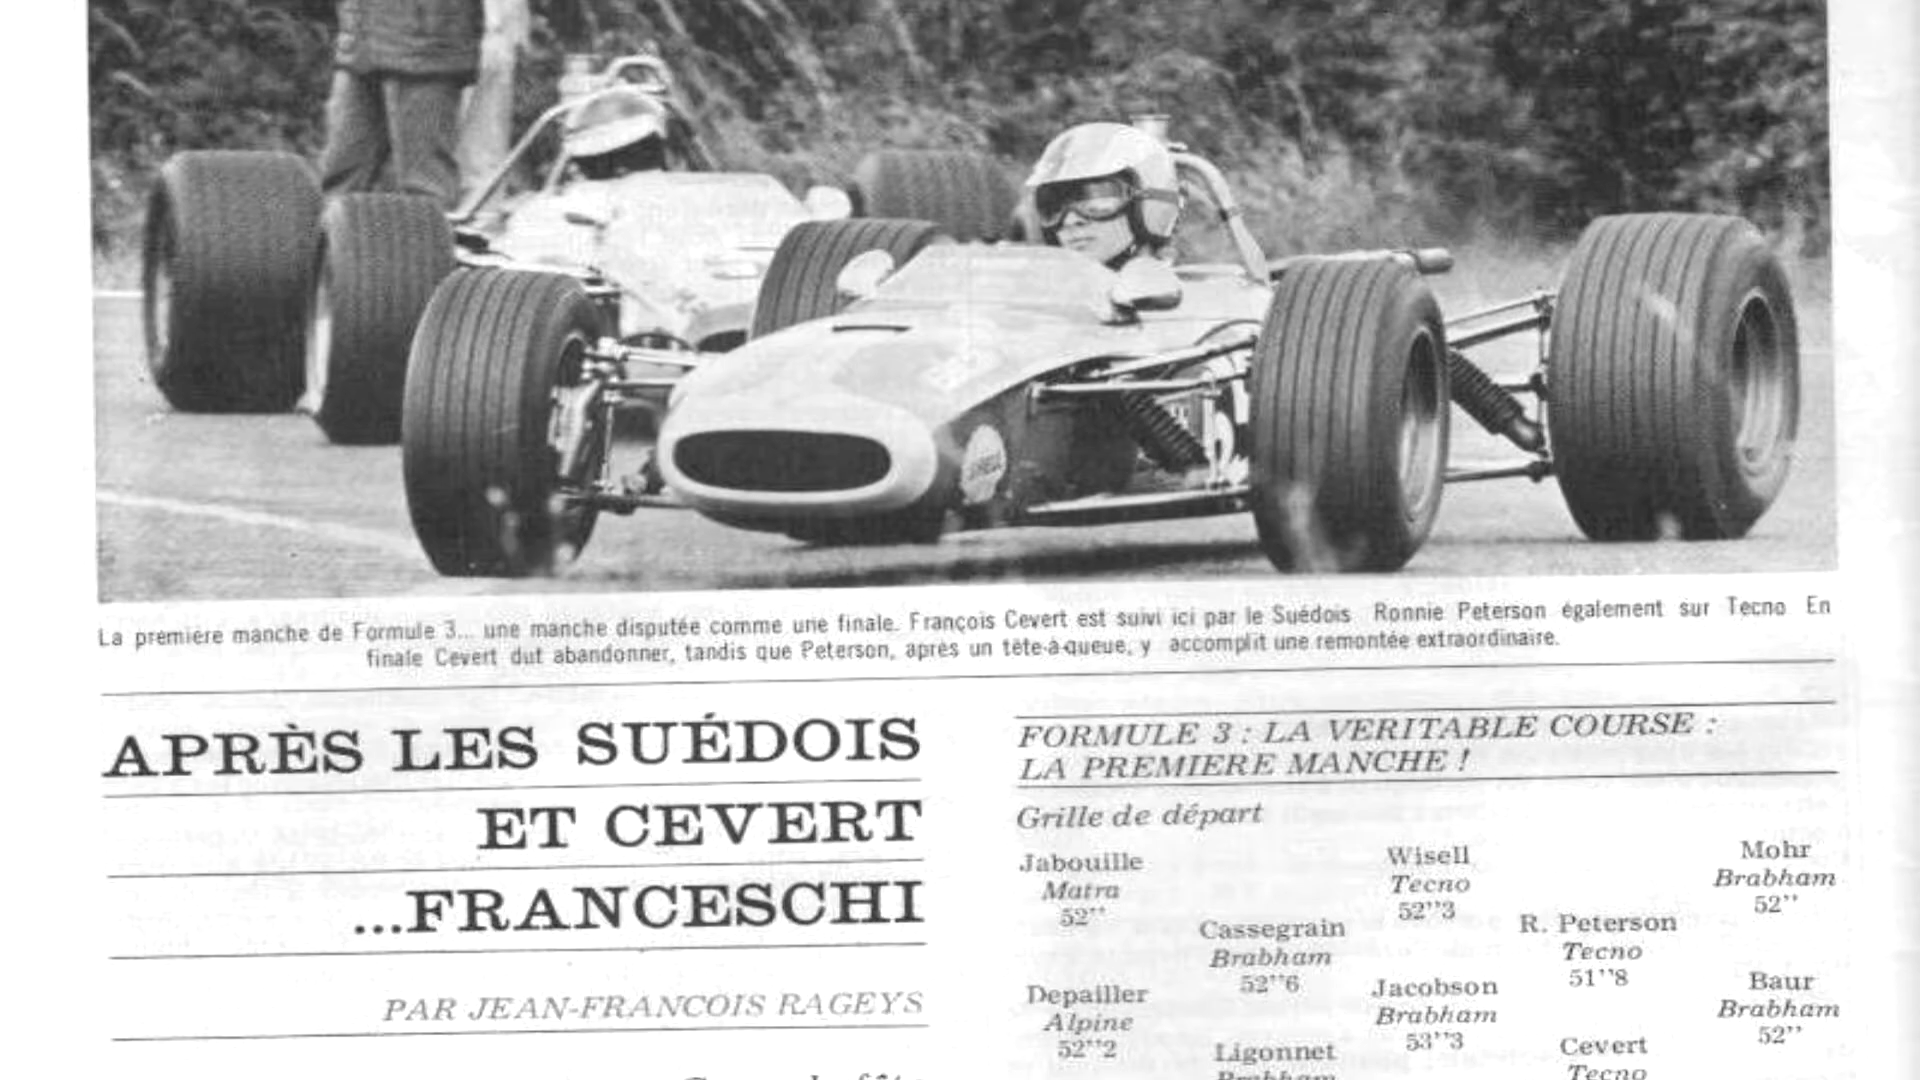 La première manche de Formule 3... une manche disputée comme une finale. François Cevert est suivi ici par le Suédois Ronnie Peterson également sur Tecno En
finale Cevert dut abandonner, tandis que Peterson, après un tête-à-queue, y accomplit une remontée extraordinaire.
APRÈS LES SUÉDOIS
ET CEVERT
...FRANCESCHI
PAR JEAN-FRANCOIS RAGEYS
FORMULE 3 : LA VERITABLE COURSE :
LA PREMIERE MANCHE !
Grille de départ
Jabouille
Matra
52''
Cassegrain
Brabham
52''6
Depailler
Alpine
52''2
Ligonnet
Brabham
Wisell
Tecno
52''3
R. Peterson
Tecno
51''8
Jacobson
Brabham
53''3
Cevert
Tecno
Mohr
Brabham
52''
Baur
Brabham
52''